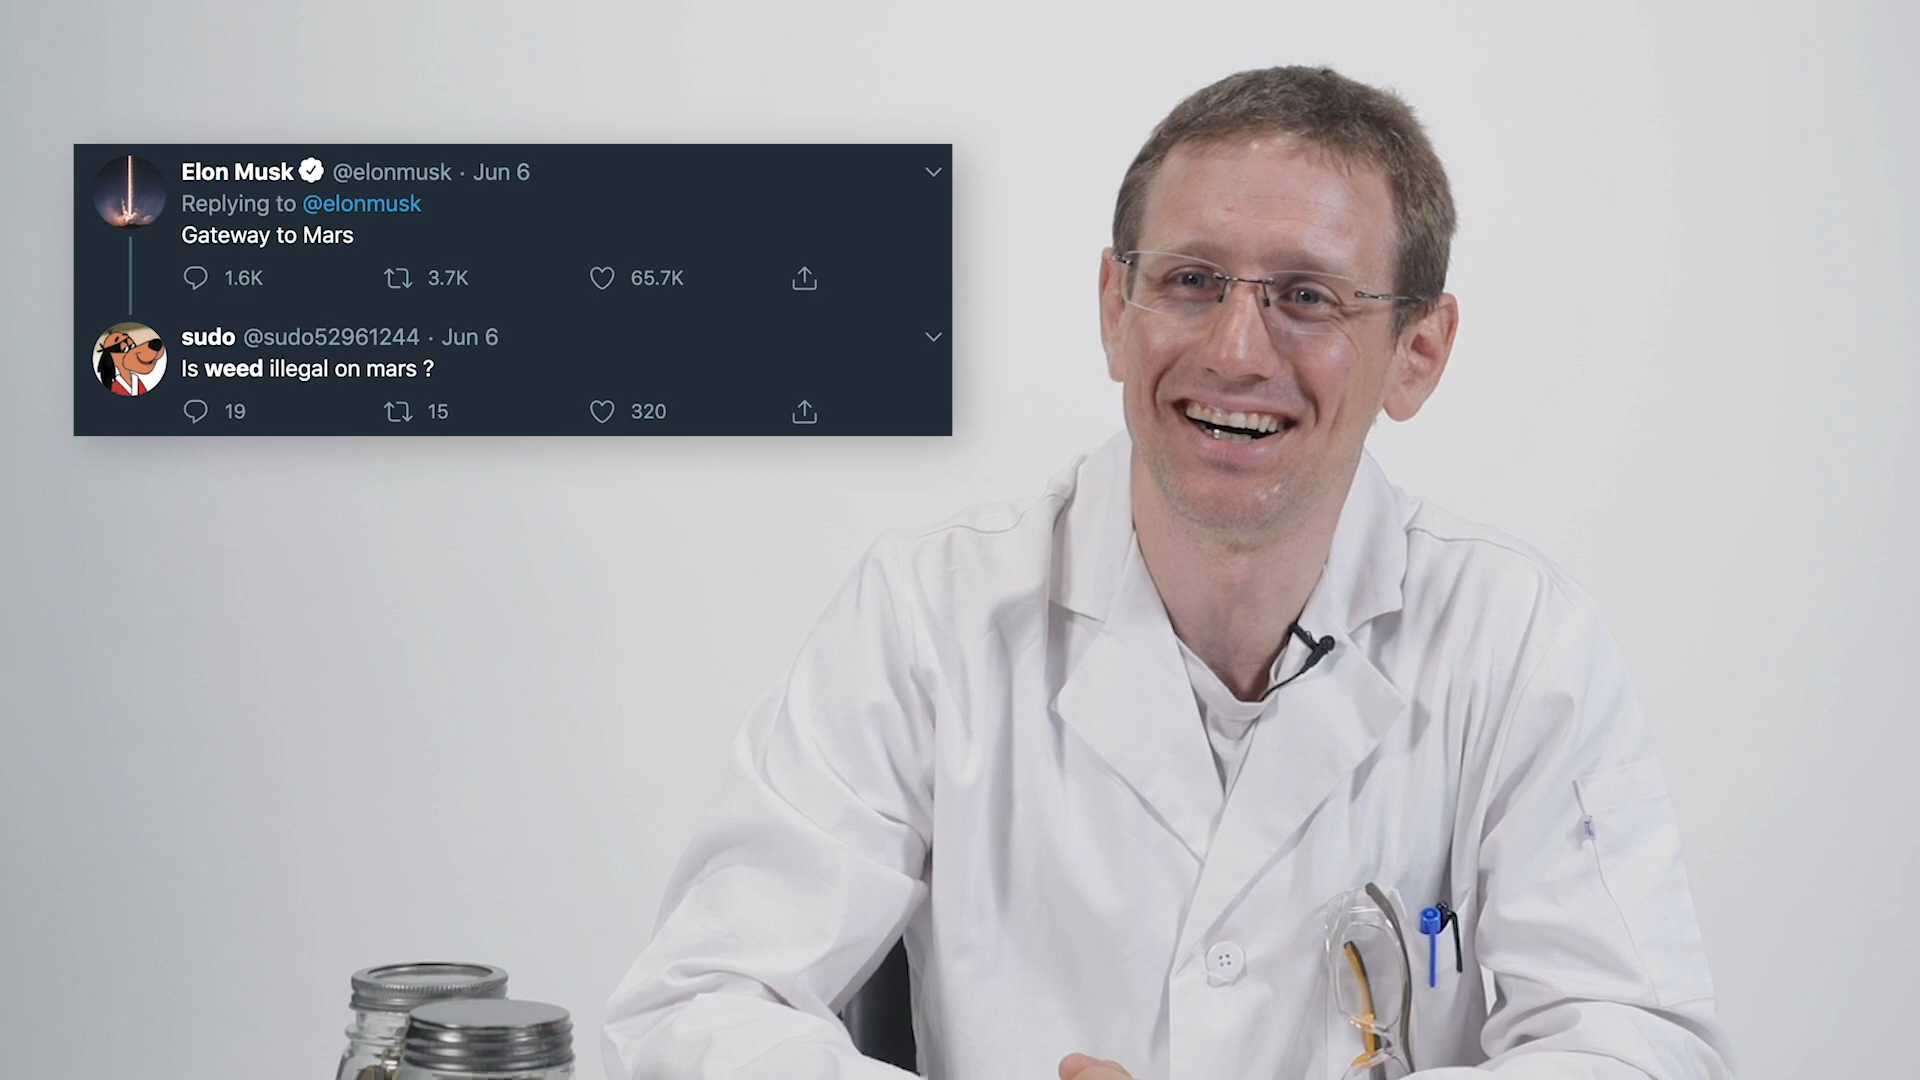 Elon Musk @elonmusk · Jun 6
Replying to @elonmusk
Gateway to Mars
1.6K 3.7K 65.7K
sudo @sudo52961244 · Jun 6
Is weed illegal on mars ?
19 15 320